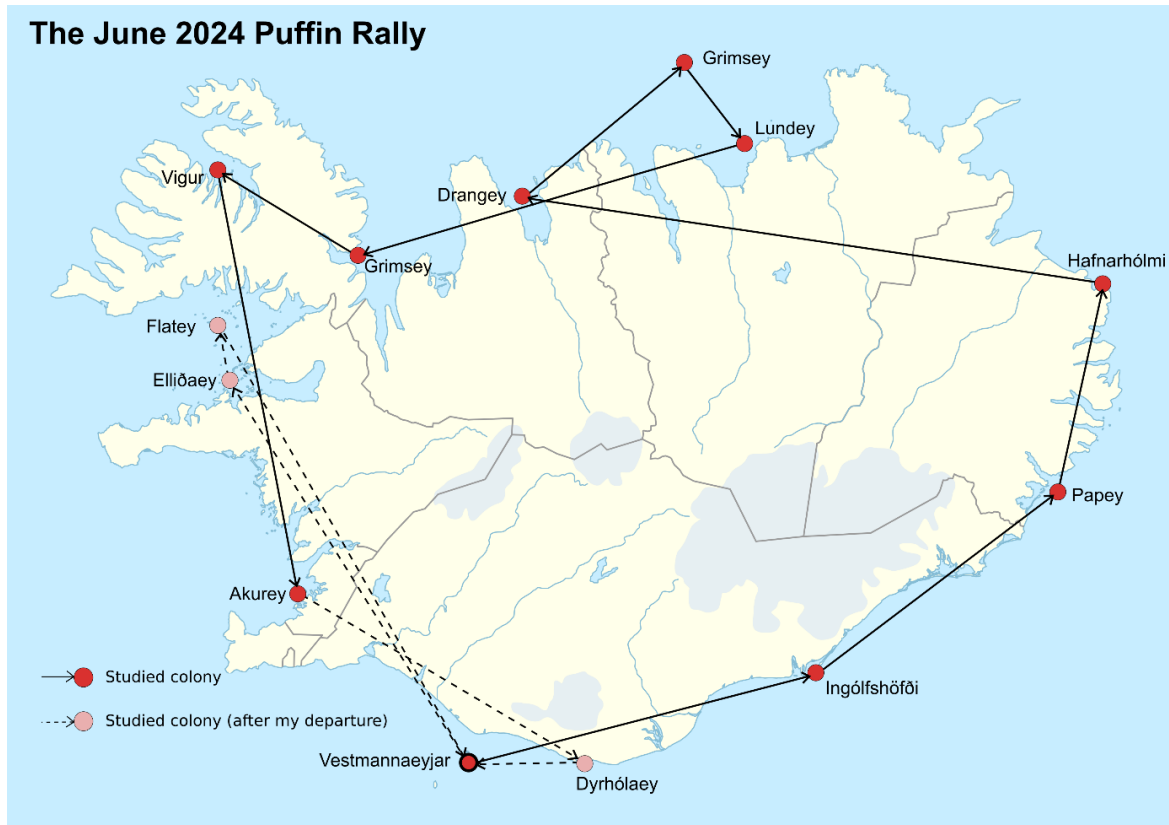 The June 2024 Puffin Rally
Grimsey
Lundey
Vigur
Drangey
Grimsey
Hafnarhólmi
Flatey
Elliðaey
Papey
Akurey
Studied colony
Ingólfshöfði
Studied colony (after my departure)
Vestmannaeyjar
Dyrhólaey